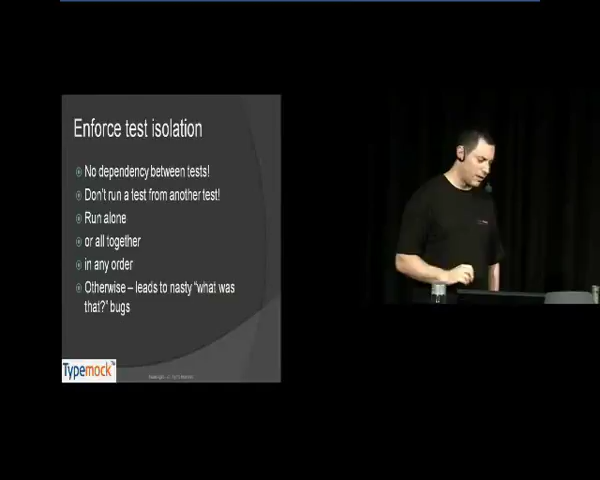 Enforce test isolation
No dependency between tests!
Don't run a test from another test!
Run alone
or all together
in any order
Otherwise – leads to nasty "what was
that?" bugs
Typemock